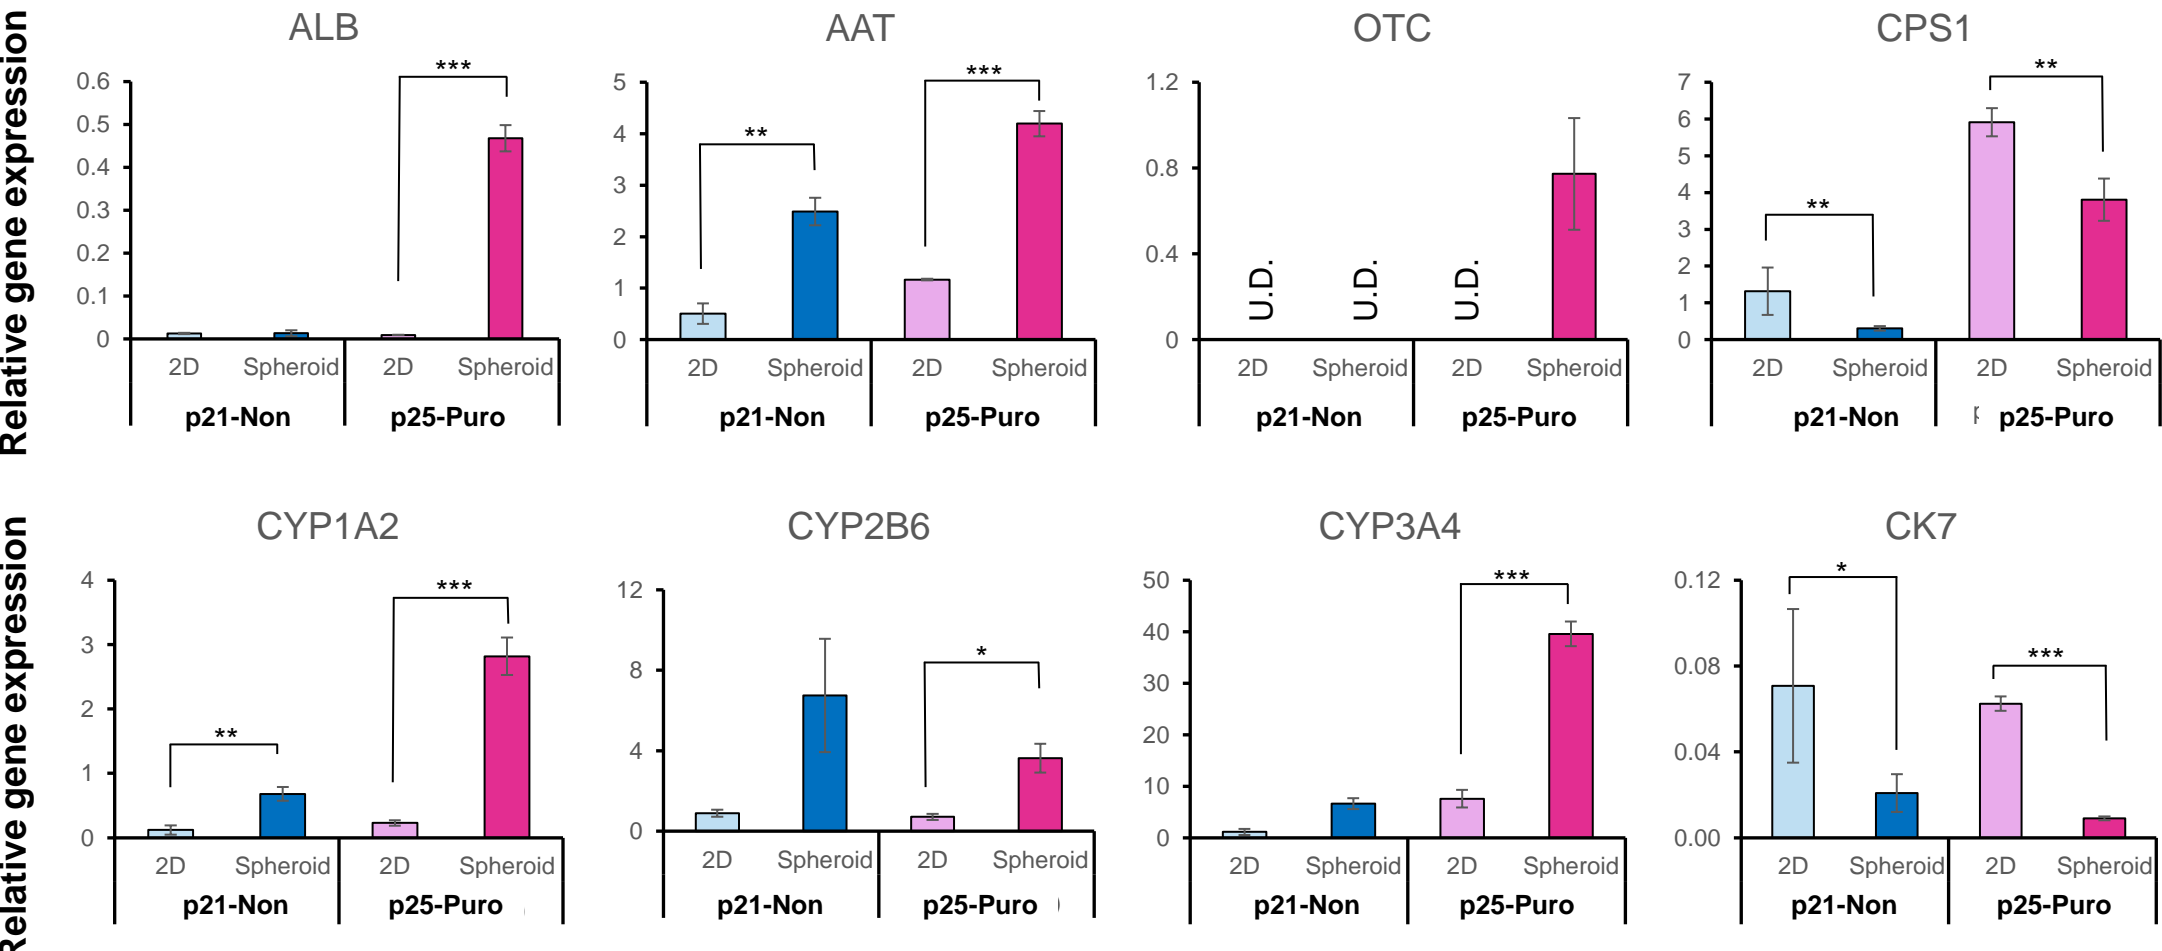 Relative gene expression
ALB
0.6
0.5
0.4
0.3
0.2
0.1
0
***
2D Spheroid 2D Spheroid
p21-Non p25-Puro
AAT
5
4
3
2
1
0
** ***
2D Spheroid 2D Spheroid
p21-Non p25-Puro
OTC
1.2
0.8
0.4
0
U.D. U.D. U.D.
2D Spheroid 2D Spheroid
p21-Non p25-Puro
CPS1
7
6
5
4
3
2
1
0
** **
2D Spheroid 2D Spheroid
p21-Non p25-Puro
Relative gene expression
CYP1A2
4
3
2
1
0
** ***
2D Spheroid 2D Spheroid
p21-Non p25-Puro
CYP2B6
12
8
4
0
*
2D Spheroid 2D Spheroid
p21-Non p25-Puro
CYP3A4
50
40
30
20
10
0
***
2D Spheroid 2D Spheroid
p21-Non p25-Puro
CK7
0.12
0.08
0.04
0.00
* ***
2D Spheroid 2D Spheroid
p21-Non p25-Puro